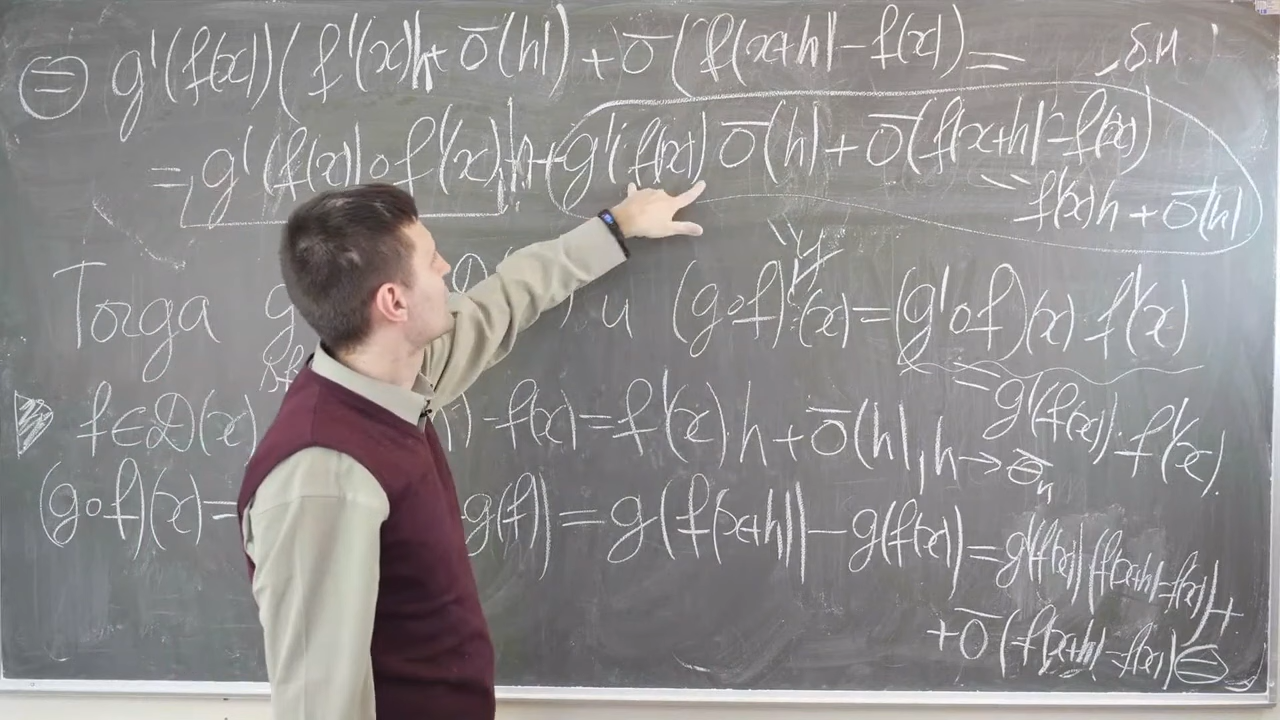 ⊜ g'(f(x))(f'(x)h + ō(h)) + ō(f(x+h) - f(x)) =
= g'(f(x)) ∘ f'(x) h + g'(f(x)) ō(h) + ō(f(x+h) - f(x))
f'(x)h + ō(h)
Тогда g и (g∘f)'(x) = (g'∘f)(x) f'(x)
= g'(f(x)) · f'(x).
f ∈ D(x) - f(x) = f'(x)·h + ō(h), h →
(g∘f)(x) = g(f) = g(f(x+h)) - g(f(x)) = g'(f(x))(f(x+h) - f(x)) +
+ ō(f(x+h) - f(x)) ⊜